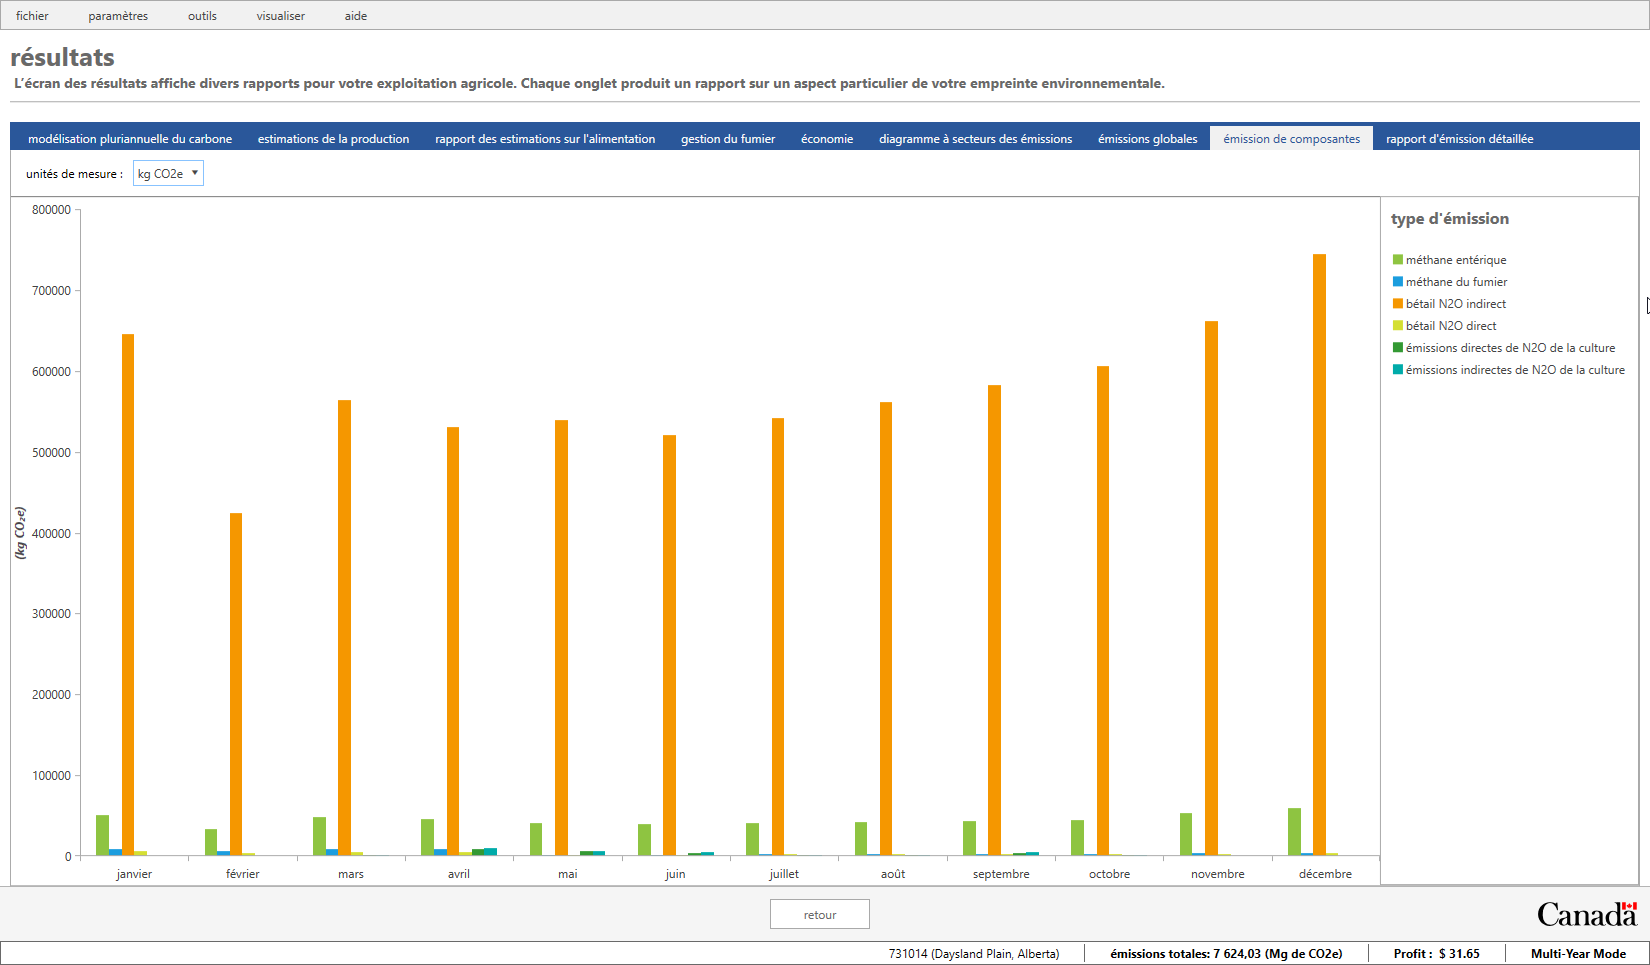 fichier paramètres outils visualiser aide
résultats
L'écran des résultats affiche divers rapports pour votre exploitation agricole. Chaque onglet produit un rapport sur un aspect particulier de votre empreinte environnementale.
modélisation pluriannuelle du carbone estimations de la production rapport des estimations sur l'alimentation gestion du fumier économie diagramme à secteurs des émissions émissions globales émission de composantes rapport d'émission détaillée
unités de mesure : kg CO2e
800000
700000
600000
500000
400000
300000
200000
100000
0
(kg CO₂e)
janvier février mars avril mai juin juillet août septembre octobre novembre décembre
type d'émission
méthane entérique
méthane du fumier
bétail N2O indirect
bétail N2O direct
émissions directes de N2O de la culture
émissions indirectes de N2O de la culture
retour
Canada
731014 (Daysland Plain, Alberta) émissions totales: 7 624,03 (Mg de CO2e) Profit : $ 31.65 Multi-Year Mode